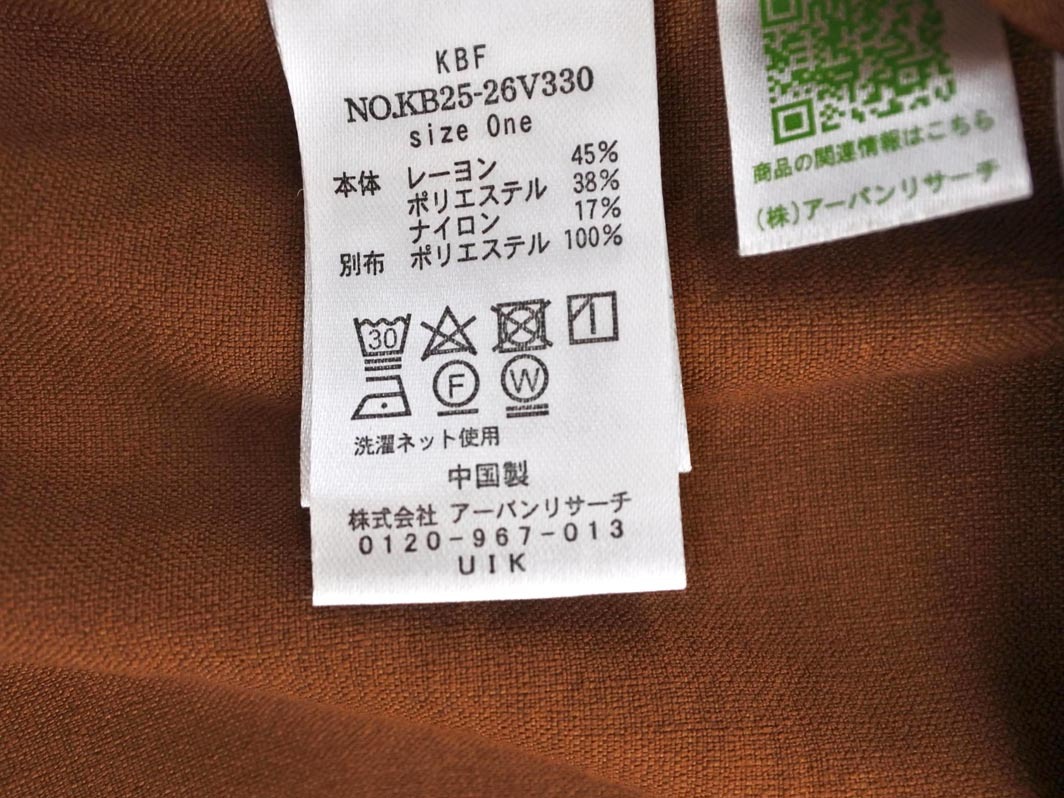 KBF
NO.KB25-26V330
size One
本体 レーヨン 45%
ポリエステル 38%
ナイロン 17%
別布 ポリエステル 100%
30
F W
洗濯ネット使用
中国製
株式会社 アーバンリサーチ
0120-967-013
UIK
商品の関連情報はこちら
(株)アーバンリサーチ